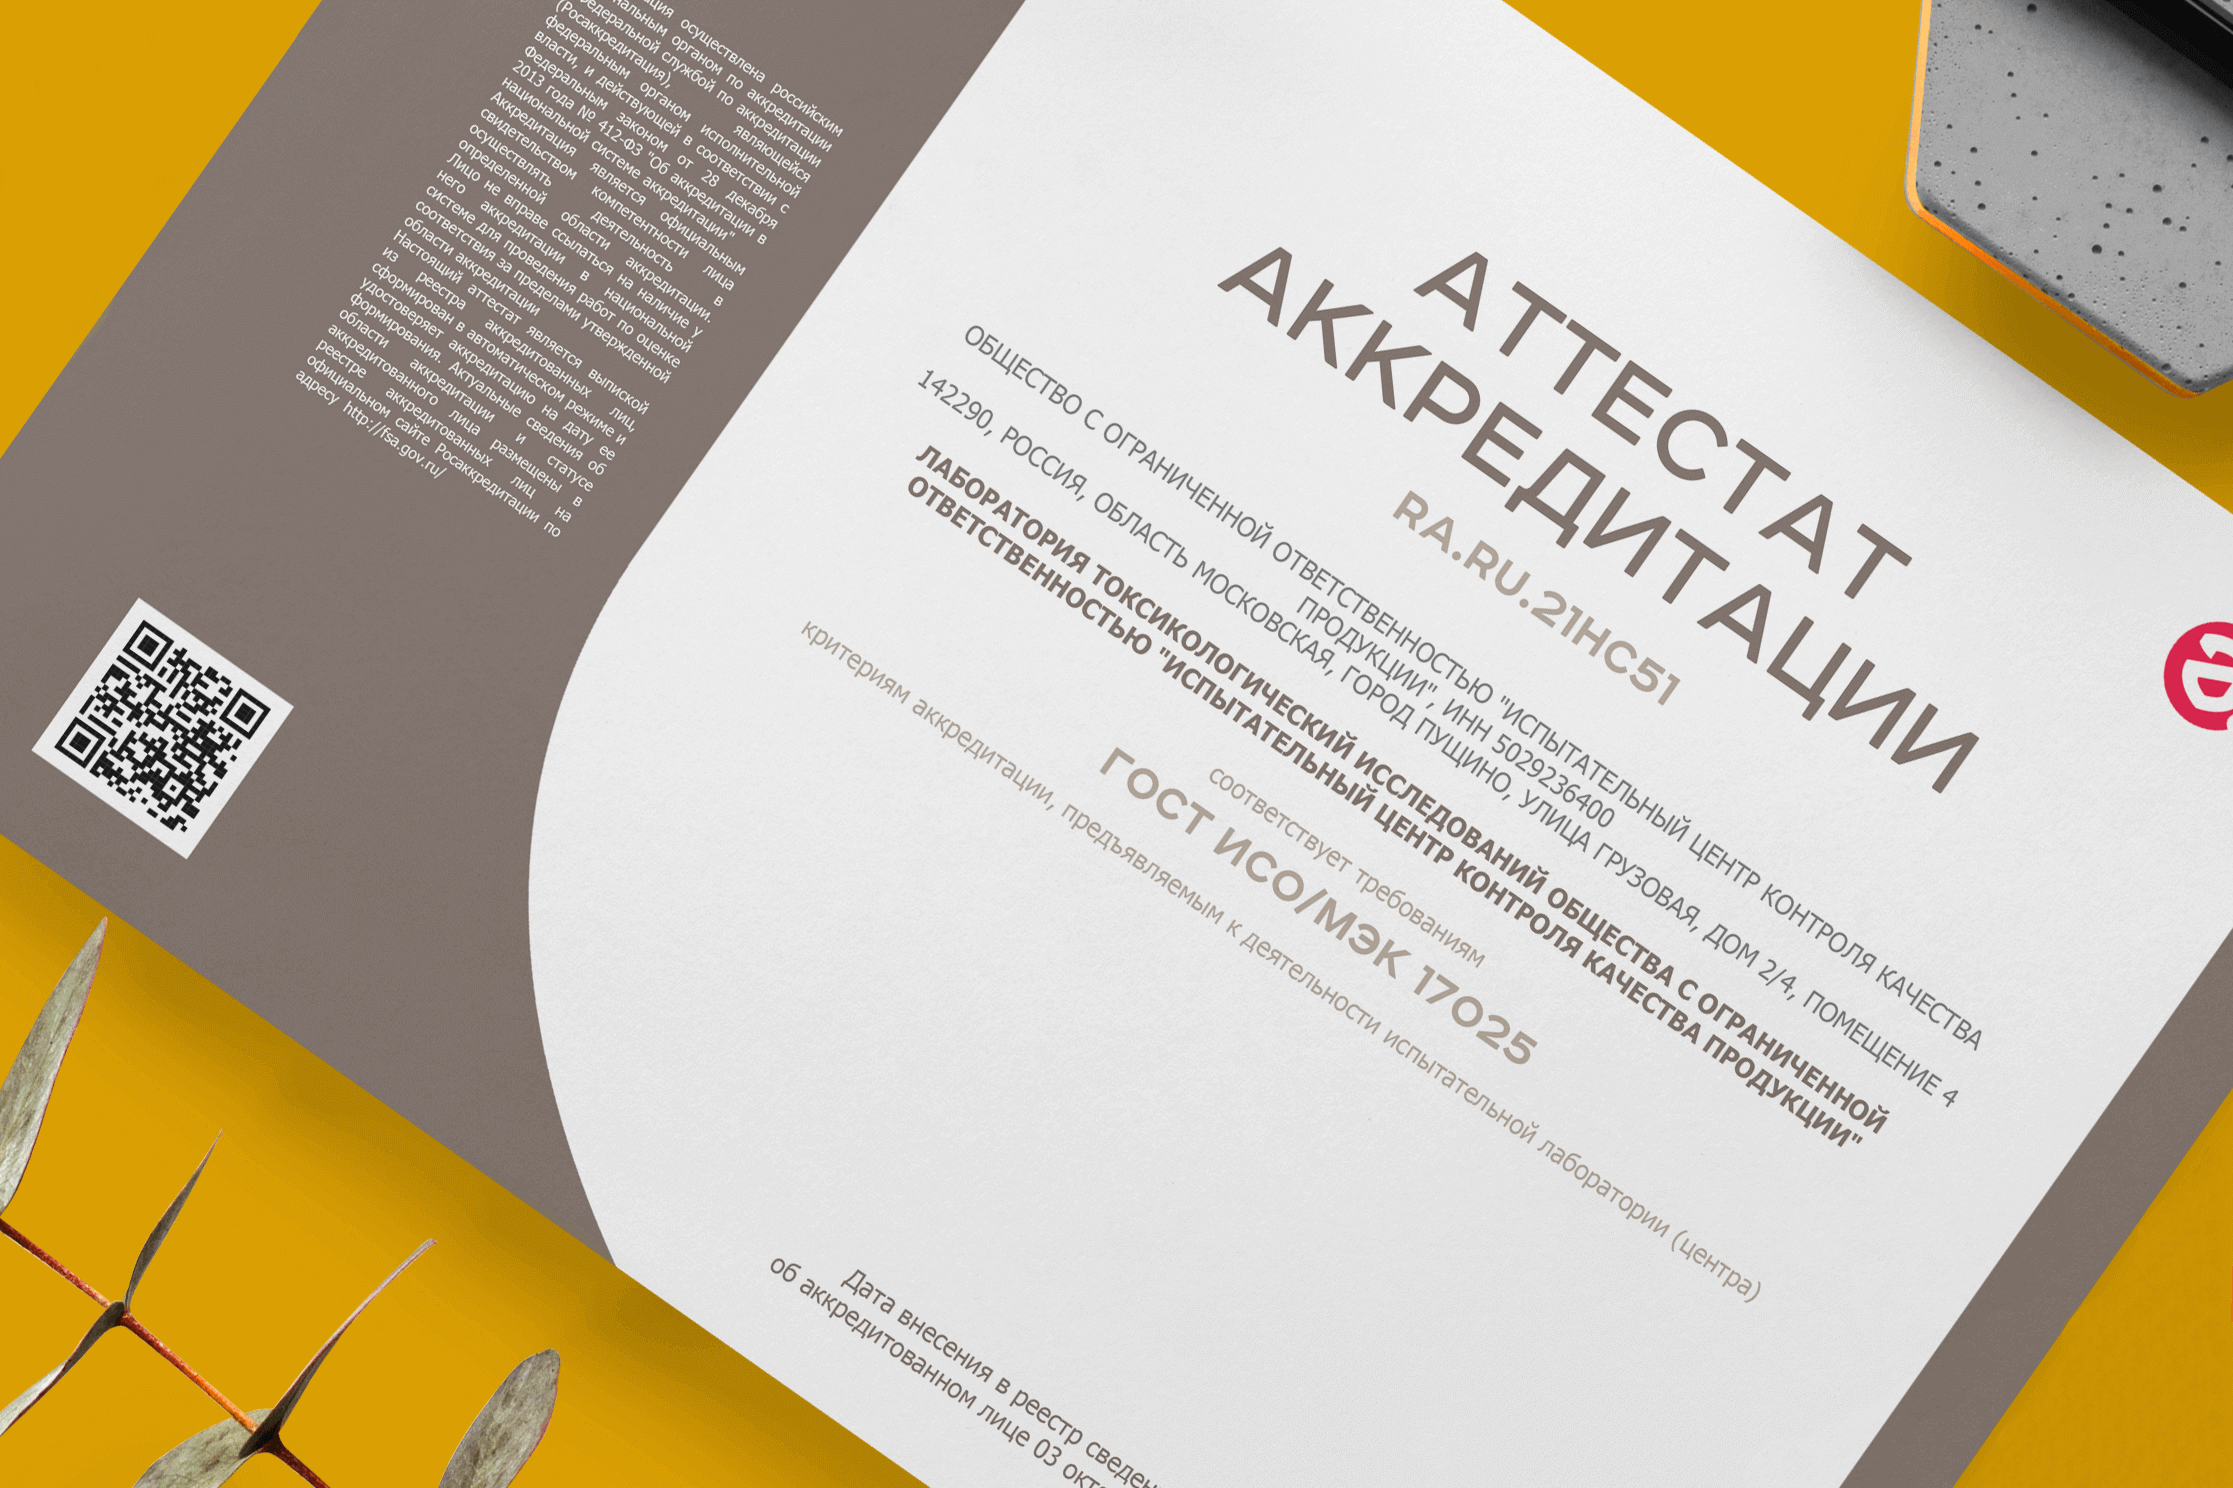 осуществлена российским
органом по аккредитации
службой по аккредитации
(Росаккредитация), являющейся
федеральным органом исполнительной
власти, и действующей в соответствии с
Федеральным законом от 28 декабря
2013 года № 412-ФЗ "Об аккредитации в
национальной системе аккредитации"
Аккредитация является официальным
свидетельством компетентности лица
осуществлять деятельность в
определенной области аккредитации.
Лицо не вправе ссылаться на наличие у
него аккредитации в национальной
системе для проведения работ по оценке
соответствия за пределами утвержденной
области аккредитации
Настоящий аттестат является выпиской
из реестра аккредитованных лиц,
сформирован в автоматическом режиме и
удостоверяет аккредитацию на дату ее
формирования. Актуальные сведения об
области аккредитации и статусе
аккредитованного лица размещены в
реестре аккредитованных лиц на
официальном сайте Росаккредитации по
адресу http://fsa.gov.ru/
АТТЕСТАТ
АККРЕДИТАЦИИ
RA.RU.21НС51
ОБЩЕСТВО С ОГРАНИЧЕННОЙ ОТВЕТСТВЕННОСТЬЮ "ИСПЫТАТЕЛЬНЫЙ ЦЕНТР КОНТРОЛЯ КАЧЕСТВА
ПРОДУКЦИИ", ИНН 5029236400
142290, РОССИЯ, ОБЛАСТЬ МОСКОВСКАЯ, ГОРОД ПУЩИНО, УЛИЦА ГРУЗОВАЯ, ДОМ 2/4, ПОМЕЩЕНИЕ 4
ЛАБОРАТОРИЯ ТОКСИКОЛОГИЧЕСКИЙ ИССЛЕДОВАНИЙ ОБЩЕСТВА С ОГРАНИЧЕННОЙ
ОТВЕТСТВЕННОСТЬЮ "ИСПЫТАТЕЛЬНЫЙ ЦЕНТР КОНТРОЛЯ КАЧЕСТВА ПРОДУКЦИИ"
соответствует требованиям
ГОСТ ИСО/МЭК 17025
критериям аккредитации, предъявляемым к деятельности испытательной лаборатории (центра)
Дата внесения в реестр сведен
об аккредитованном лице 03 окт